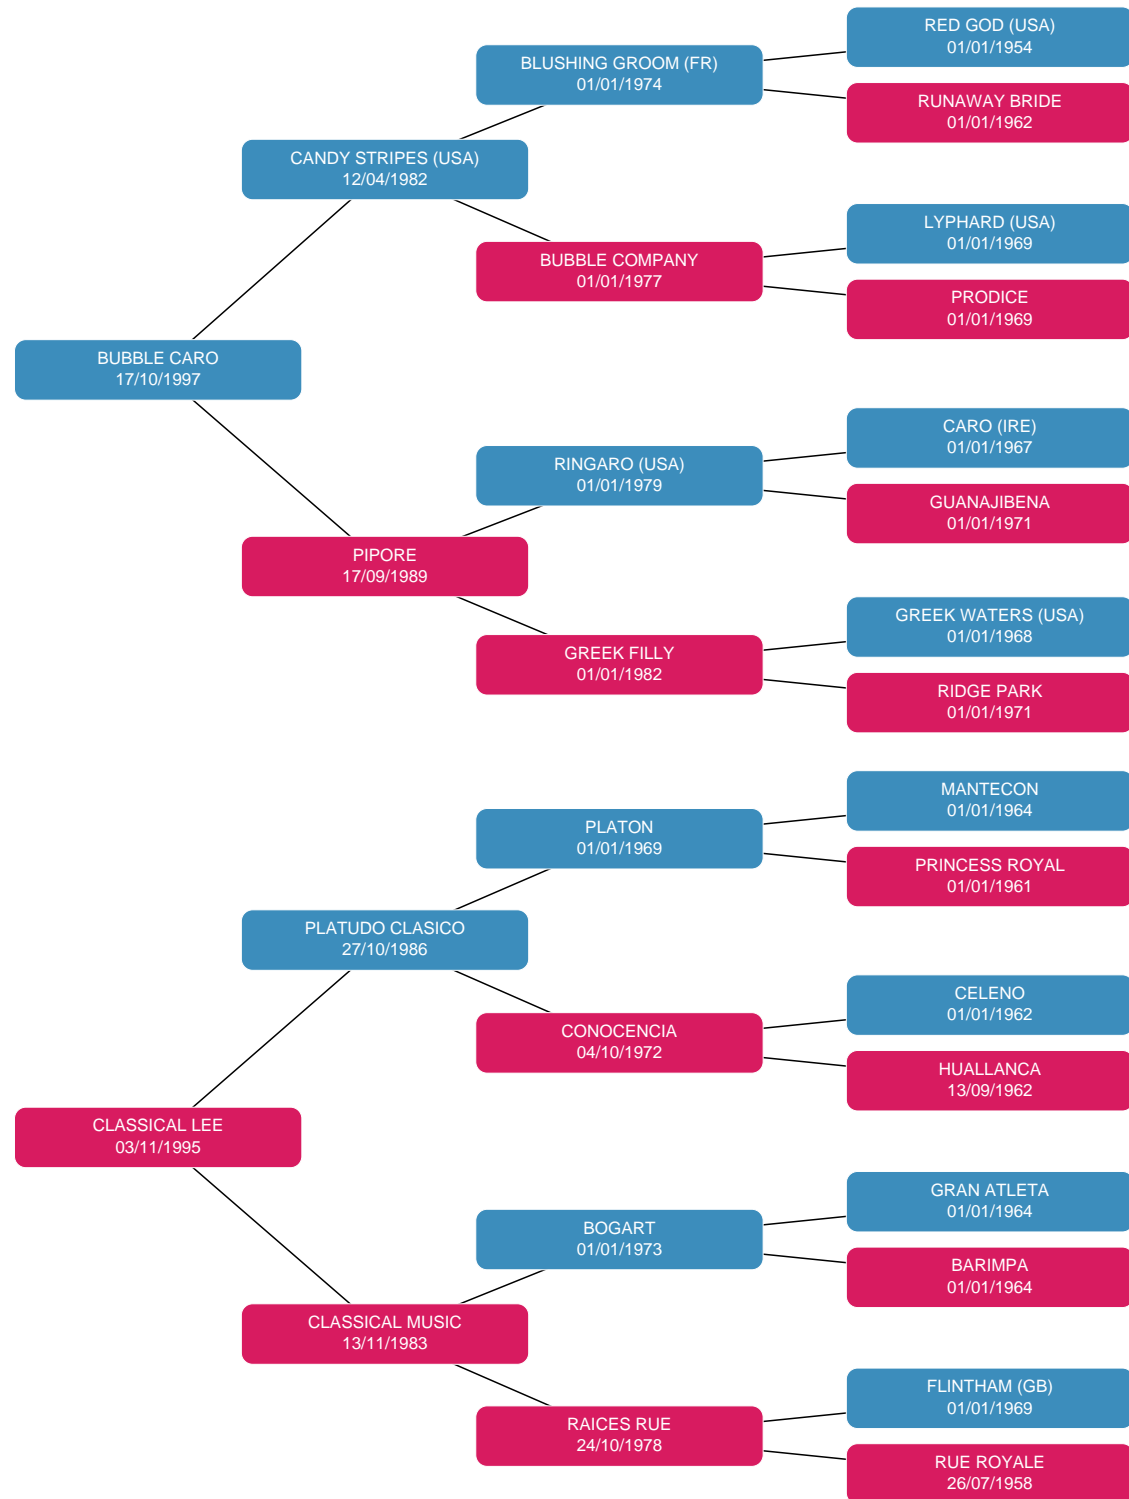 RED GOD (USA)
01/01/1954
BLUSHING GROOM (FR)
01/01/1974
RUNAWAY BRIDE
01/01/1962
CANDY STRIPES (USA)
12/04/1982
LYPHARD (USA)
01/01/1969
BUBBLE COMPANY
01/01/1977
PRODICE
01/01/1969
BUBBLE CARO
17/10/1997
CARO (IRE)
01/01/1967
RINGARO (USA)
01/01/1979
GUANAJIBENA
01/01/1971
PIPORE
17/09/1989
GREEK WATERS (USA)
01/01/1968
GREEK FILLY
01/01/1982
RIDGE PARK
01/01/1971
MANTECON
01/01/1964
PLATON
01/01/1969
PRINCESS ROYAL
01/01/1961
PLATUDO CLASICO
27/10/1986
CELENO
01/01/1962
CONOCENCIA
04/10/1972
HUALLANCA
13/09/1962
CLASSICAL LEE
03/11/1995
GRAN ATLETA
01/01/1964
BOGART
01/01/1973
BARIMPA
01/01/1964
CLASSICAL MUSIC
13/11/1983
FLINTHAM (GB)
01/01/1969
RAICES RUE
24/10/1978
RUE ROYALE
26/07/1958